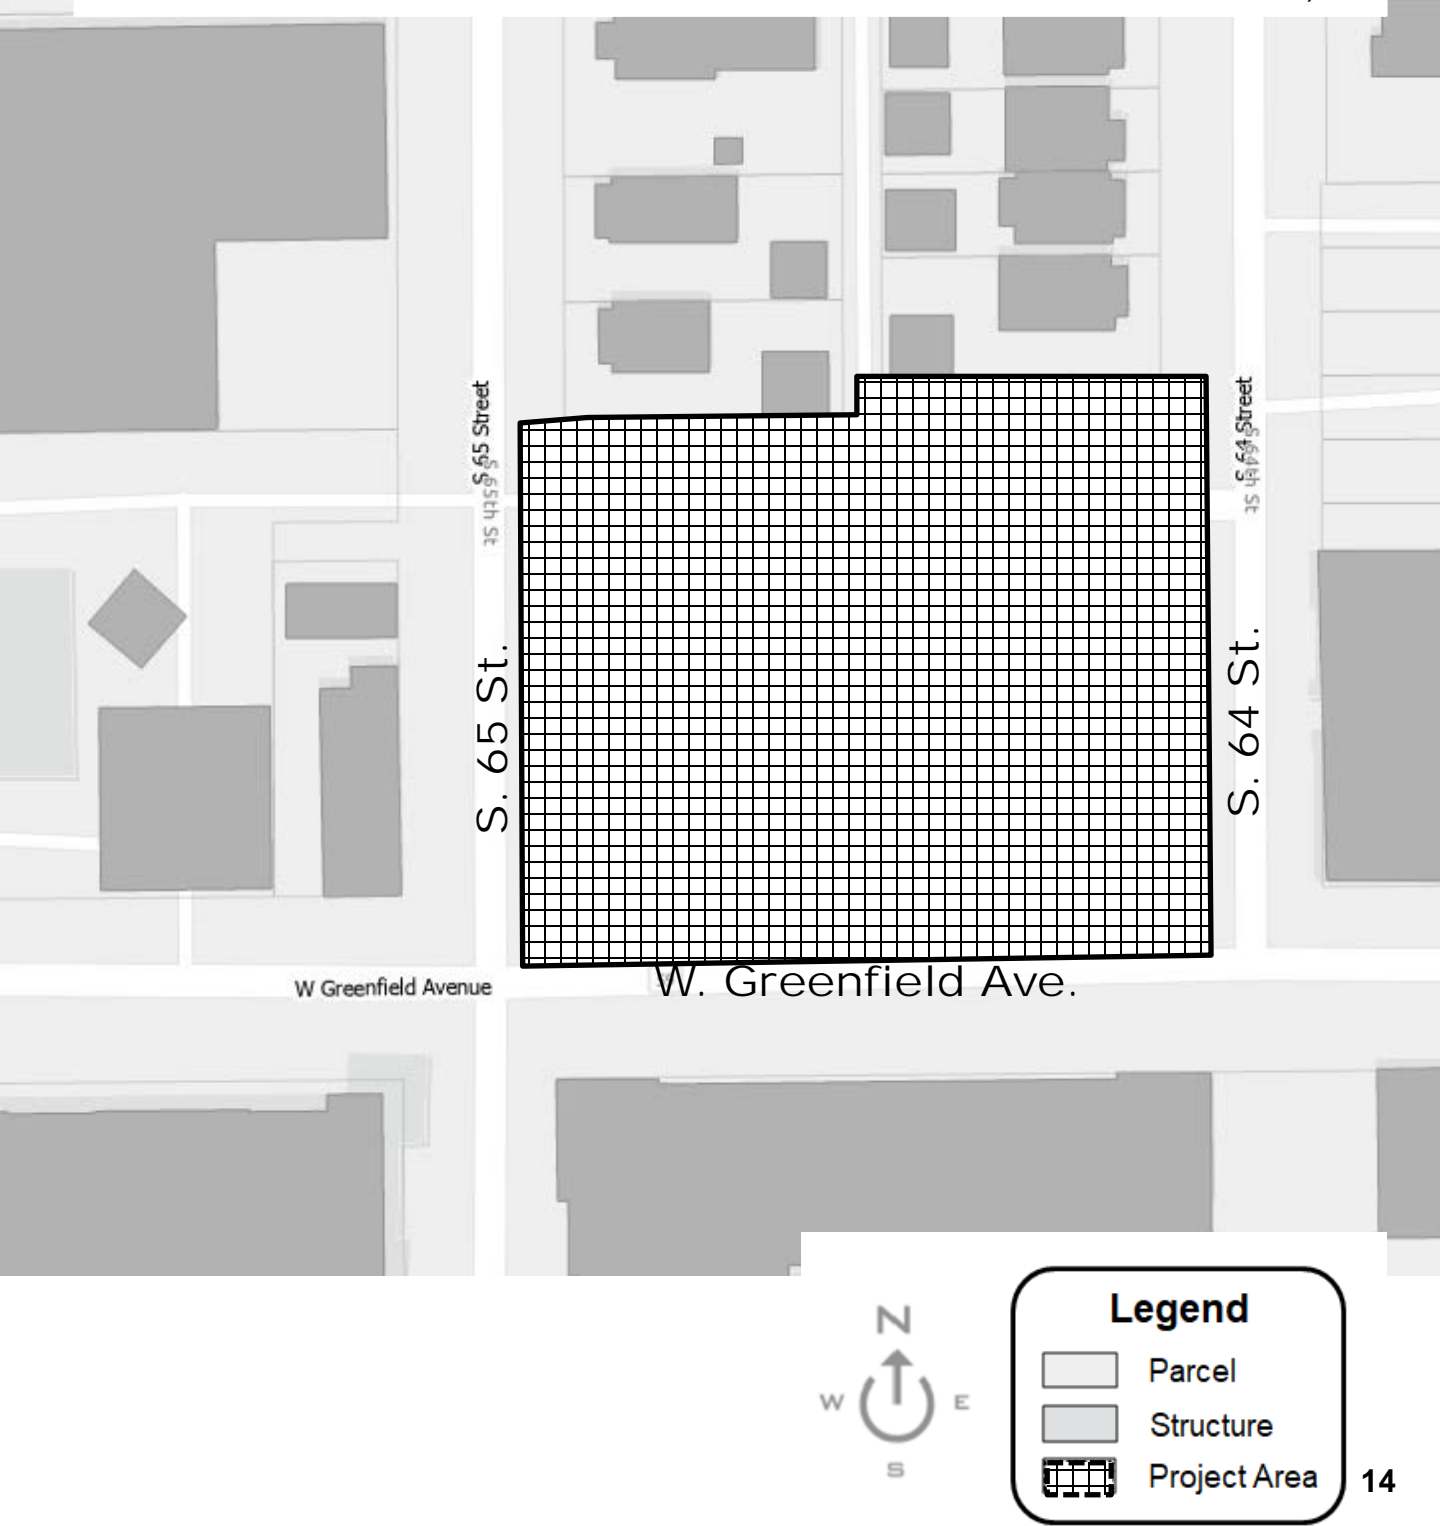 S 65 Street
S 65th St
S. 65 St.
S 64 Street
S 64th St
S. 64 St.
W Greenfield Avenue
W. Greenfield Ave.
N
W
E
S
Legend
Parcel
Structure
Project Area
14